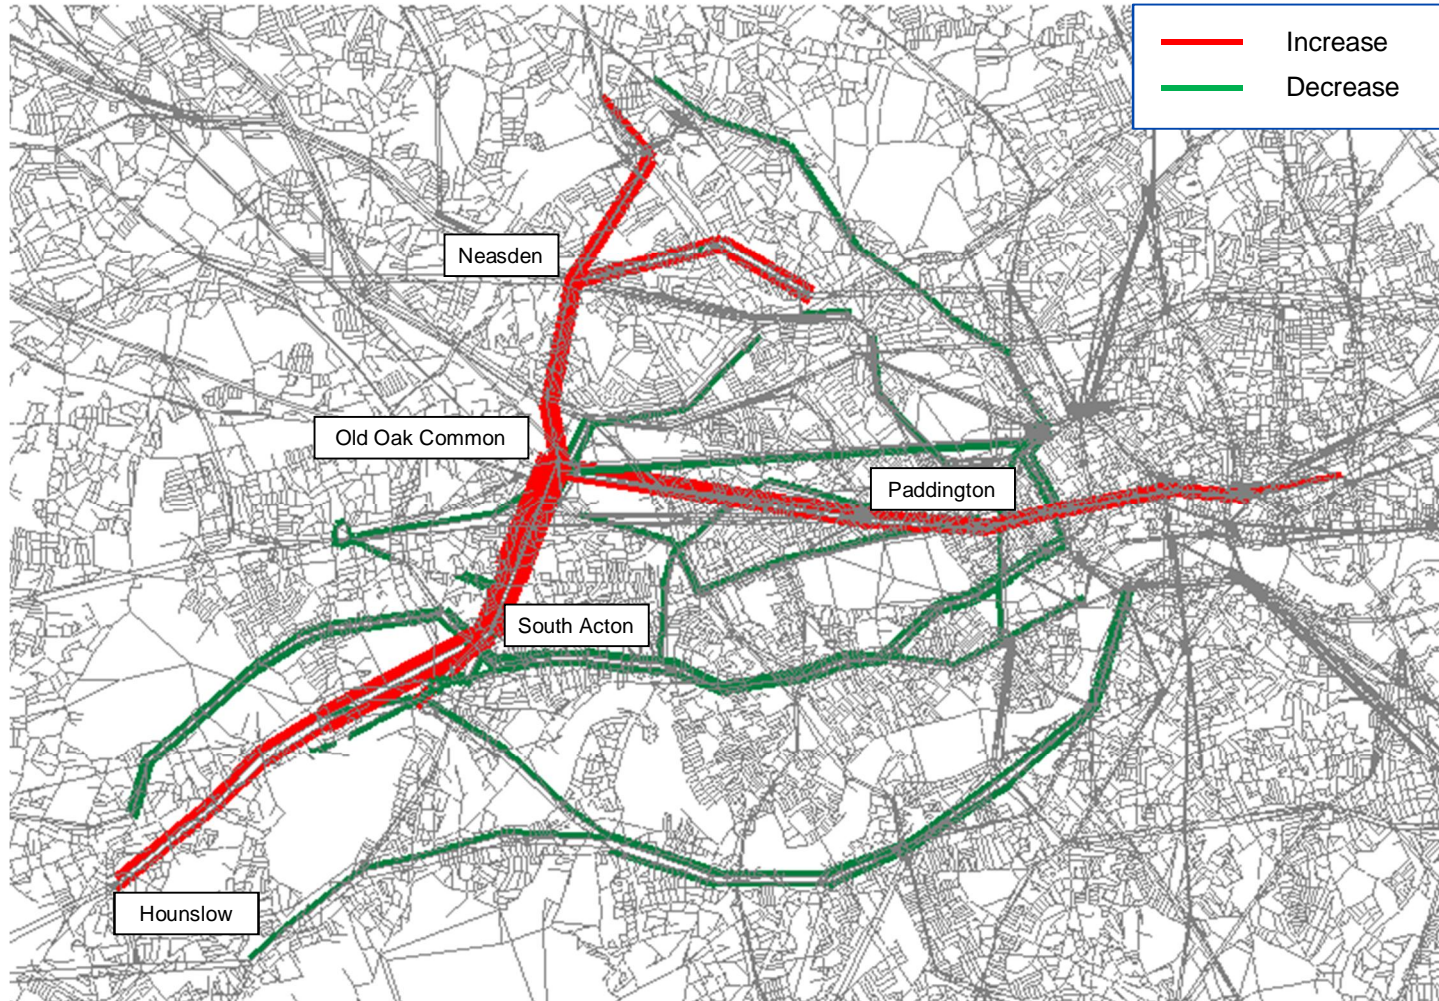 Increase
Decrease
Neasden
Old Oak Common
Paddington
South Acton
Hounslow